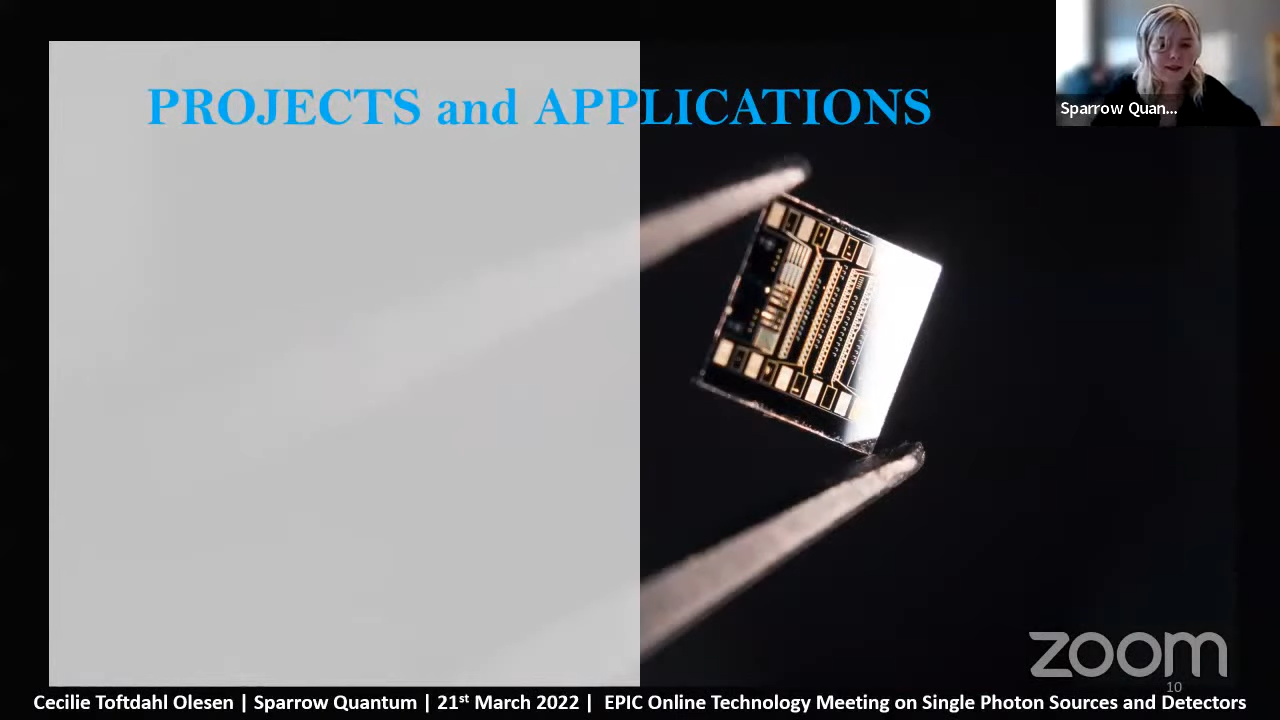 PROJECTS and APPLICATIONS
Sparrow Quan...
zoom
10
Cecilie Toftdahl Olesen | Sparrow Quantum | 21st March 2022 | EPIC Online Technology Meeting on Single Photon Sources and Detectors